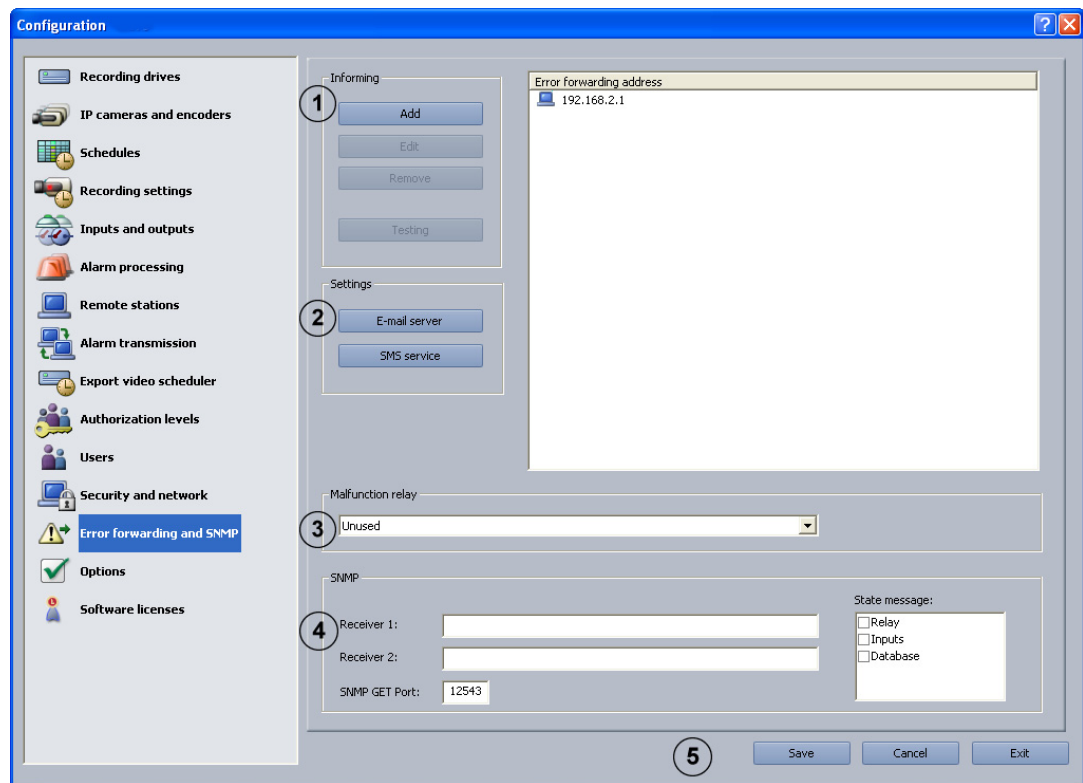 Configuration
Recording drives
IP cameras and encoders
Schedules
Recording settings
Inputs and outputs
Alarm processing
Remote stations
Alarm transmission
Export video scheduler
Authorization levels
Users
Security and network
Error forwarding and SNMP
Options
Software licenses
Informing
1
Add
Edit
Remove
Testing
Settings
2
E-mail server
SMS service
Error forwarding address
192.168.2.1
Malfunction relay
3
Unused
SNMP
4
Receiver 1:
Receiver 2:
SNMP GET Port: 12543
State message:
Relay
Inputs
Database
5
Save Cancel Exit